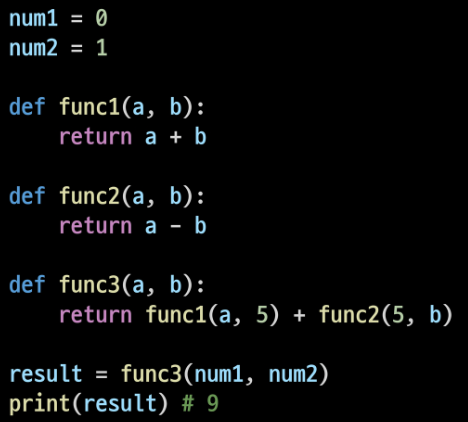 num1 = 0
num2 = 1
def func1(a, b):
    return a + b
def func2(a, b):
    return a - b
def func3(a, b):
    return func1(a, 5) + func2(5, b)
result = func3(num1, num2)
print(result) # 9